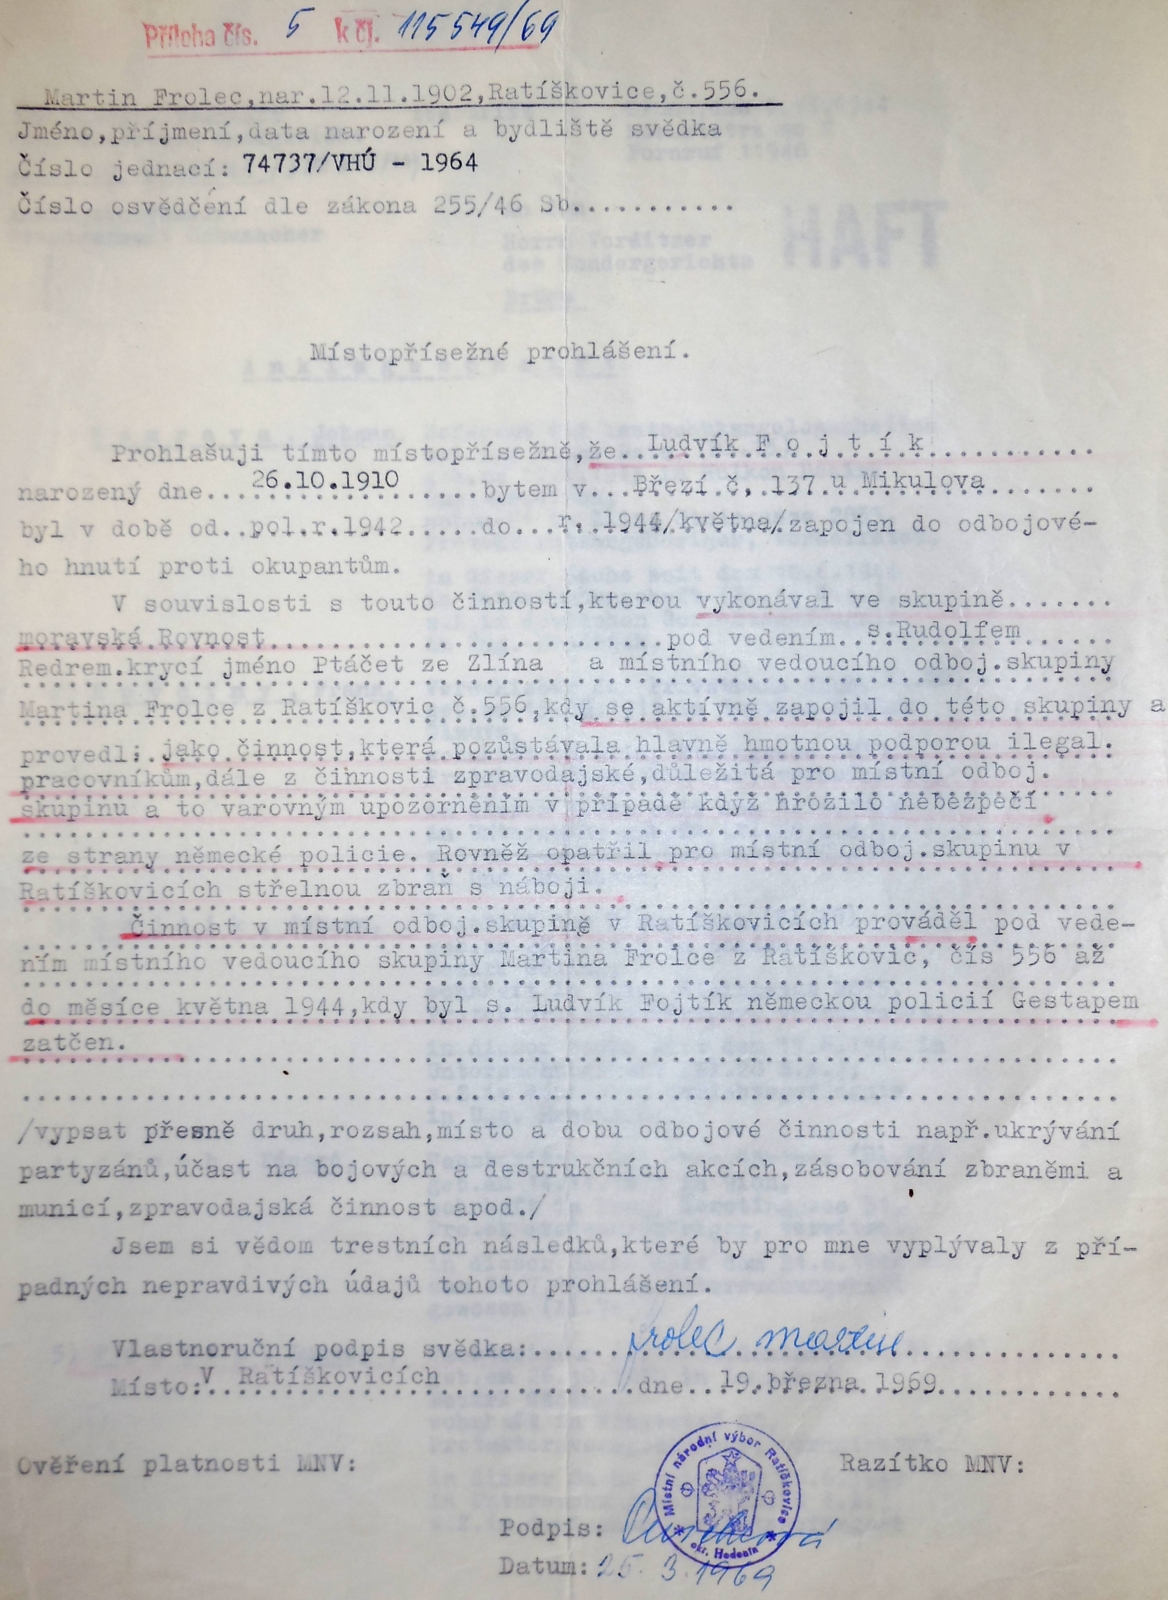 Příloha čís. 5 k čj. 115549/69
Martin Frolec,nar.12.11.1902,Ratíškovice,č.556.
Jméno,příjmení,data narození a bydliště svědka
Číslo jednací: 74737/VHÚ - 1964
Číslo osvědčení dle zákona 255/46 Sb............
HAFT
Místopřísežné prohlášení.
Prohlašuji tímto místopřísežně,že..Ludvík F o j t í k...........
narozený dne....26.10.1910......bytem v...Březí č. 137 u Mikulova.......
byl v době od..pol.r.1942.....do...r. 1944/května/zapojen do odbojové-
ho hnutí proti okupantům.
V souvislosti s touto činností,kterou vykonával ve skupině.......
moravská Rovnost..........................pod vedením..s.Rudolfem......
Redrem.krycí jméno Ptáčet ze Zlína a místního vedoucího odboj.skupiny
Martina Frolce z Ratíškovic č.556,kdy se aktívně zapojil do této skupiny a
provedl:.jako činnost,která pozůstávala hlavně hmotnou podporou ilegal.
pracovníkům,dále z činnosti zpravodajské,důležitá pro místní odboj.
skupinu a to varovným upozorněním v případě když hrozilo nebezpečí
ze strany německé policie. Rovněž opatřil pro místní odboj.skupinu v
Ratíškovicích střelnou zbraň s náboji.
Činnost v místní odboj.skupině v Ratíškovicích prováděl pod vede-
ním místního vedoucího skupiny Martina Frolce z Ratíškovic, čís 556 až
do měsíce května 1944,kdy byl s. Ludvík Fojtík německou policií Gestapem
zatčen.
/vypsat přesně druh,rozsah,místo a dobu odbojové činnosti např.ukrývání
partyzánů,účast na bojových a destrukčních akcích,zásobování zbraněmi a
municí,zpravodajská činnost apod./
Jsem si vědom trestních následků,které by pro mne vyplývaly z pří-
padných nepravdivých údajů tohoto prohlášení.
Vlastnoruční podpis svědka:......Frolec Martin..............
Místo:V Ratíškovicích.............dne..19.března 1969............
Ověření platnosti MNV: Razítko MNV:
Místní národní výbor Ratíškovice
okr. Hodonín
Podpis:
Datum: 25.3.1969